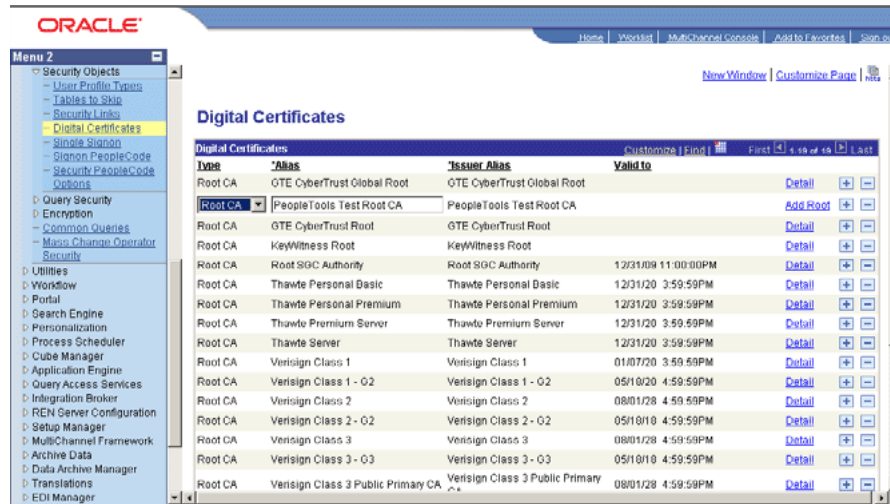 ORACLE
Home | Worklist | MultiChannel Console | Add to Favorites | Sign o
Menu 2
Security Objects
User Profile Types
Tables to Skip
Security Links
Digital Certificates
Single Signon
Signon PeopleCode
Security PeopleCode
Options
Query Security
Encryption
Common Queries
Mass Change Operator
Security
Utilities
Workflow
Portal
Search Engine
Personalization
Process Scheduler
Cube Manager
Application Engine
Query Access Services
Integration Broker
REN Server Configuration
Setup Manager
MultiChannel Framework
Archive Data
Data Archive Manager
Translations
EDI Manager
New Window | Customize Page |
Digital Certificates
Digital Certificates Customize | Find | First 1-19 of 19 Last
Type *Alias *Issuer Alias Valid to
Root CA GTE CyberTrust Global Root GTE CyberTrust Global Root Detail
Root CA PeopleTools Test Root CA PeopleTools Test Root CA Add Root
Root CA GTE CyberTrust Root GTE CyberTrust Root Detail
Root CA KeyWitness Root KeyWitness Root Detail
Root CA Root SGC Authority Root SGC Authority 12/31/09 11:00:00PM Detail
Root CA Thawte Personal Basic Thawte Personal Basic 12/31/20 3:59:59PM Detail
Root CA Thawte Personal Premium Thawte Personal Premium 12/31/20 3:59:59PM Detail
Root CA Thawte Premium Server Thawte Premium Server 12/31/20 3:59:59PM Detail
Root CA Thawte Server Thawte Server 12/31/20 3:59:59PM Detail
Root CA Verisign Class 1 Verisign Class 1 01/07/20 3:59:59PM Detail
Root CA Verisign Class 1 - G2 Verisign Class 1 - G2 05/18/20 4:59:59PM Detail
Root CA Verisign Class 2 Verisign Class 2 08/01/28 4:59:59PM Detail
Root CA Verisign Class 2 - G2 Verisign Class 2 - G2 05/18/18 4:59:59PM Detail
Root CA Verisign Class 3 Verisign Class 3 08/01/28 4:59:59PM Detail
Root CA Verisign Class 3 - G3 Verisign Class 3 - G3 05/18/18 4:59:59PM Detail
Root CA Verisign Class 3 Public Primary CA Verisign Class 3 Public Primary 08/01/28 4:59:59PM Detail